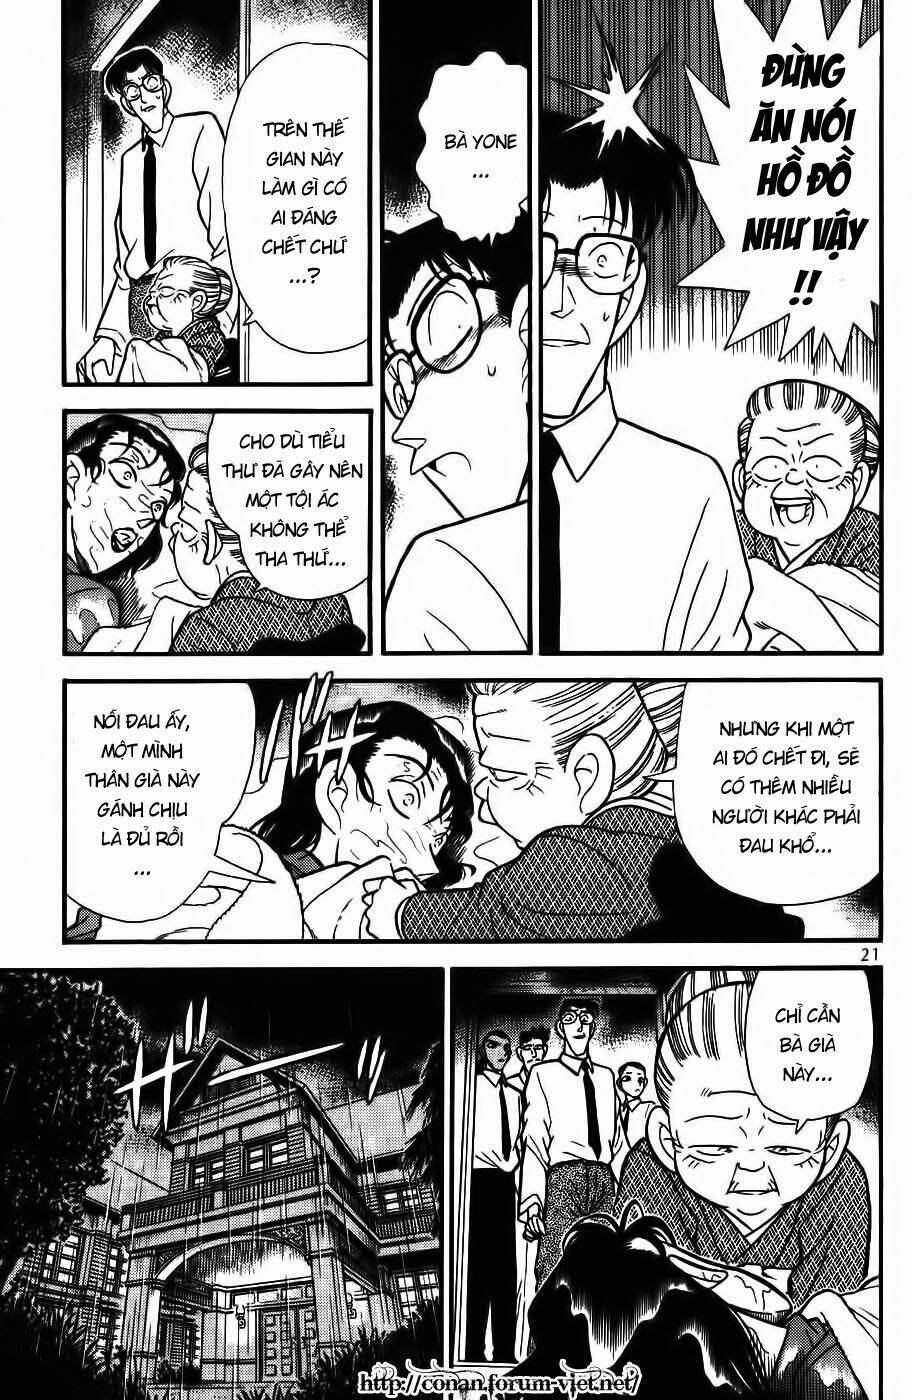 ĐỪNG
ĂN NÓI
HỒ ĐỒ
NHƯ VẬY
!!
BÀ YONE
...
TRÊN THẾ
GIAN NÀY
LÀM GÌ CÓ
AI ĐÁNG
CHẾT CHỨ
...?
CHO DÙ TIỂU
THƯ ĐÃ GÂY NÊN
MỘT TỘI ÁC
KHÔNG THỂ
THA THỨ...
NHƯNG KHI MỘT
AI ĐÓ CHẾT ĐI, SẼ
CÓ THÊM NHIỀU
NGƯỜI KHÁC PHẢI
ĐAU KHỔ...
NỖI ĐAU ẤY,
MỘT MÌNH
THÂN GIÀ NÀY
GÁNH CHỊU
LÀ ĐỦ RỒI
...
21
CHỈ CẦN
BÀ GIÀ
NÀY...
http://conan.forum-viet.net/